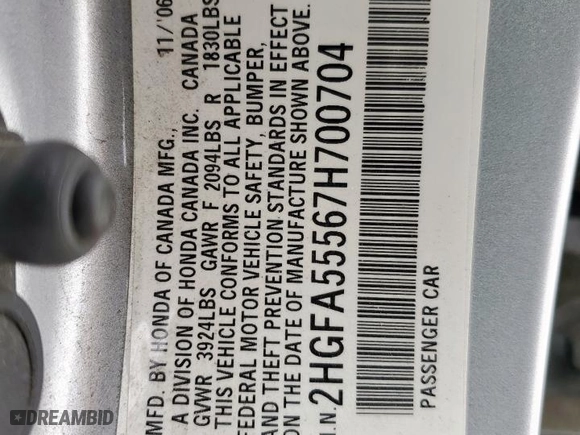 MFD. BY HONDA OF CANADA MFG., 11/'06
A DIVISION OF HONDA CANADA INC. CANADA
GVWR 3924LBS GAWR F 2094LBS R 1830LBS
THIS VEHICLE CONFORMS TO ALL APPLICABLE
FEDERAL MOTOR VEHICLE SAFETY, BUMPER,
AND THEFT PREVENTION STANDARDS IN EFFECT
ON THE DATE OF MANUFACTURE SHOWN ABOVE.
I.N. 2HGFA55567H700704
PASSENGER CAR
DREAMBID